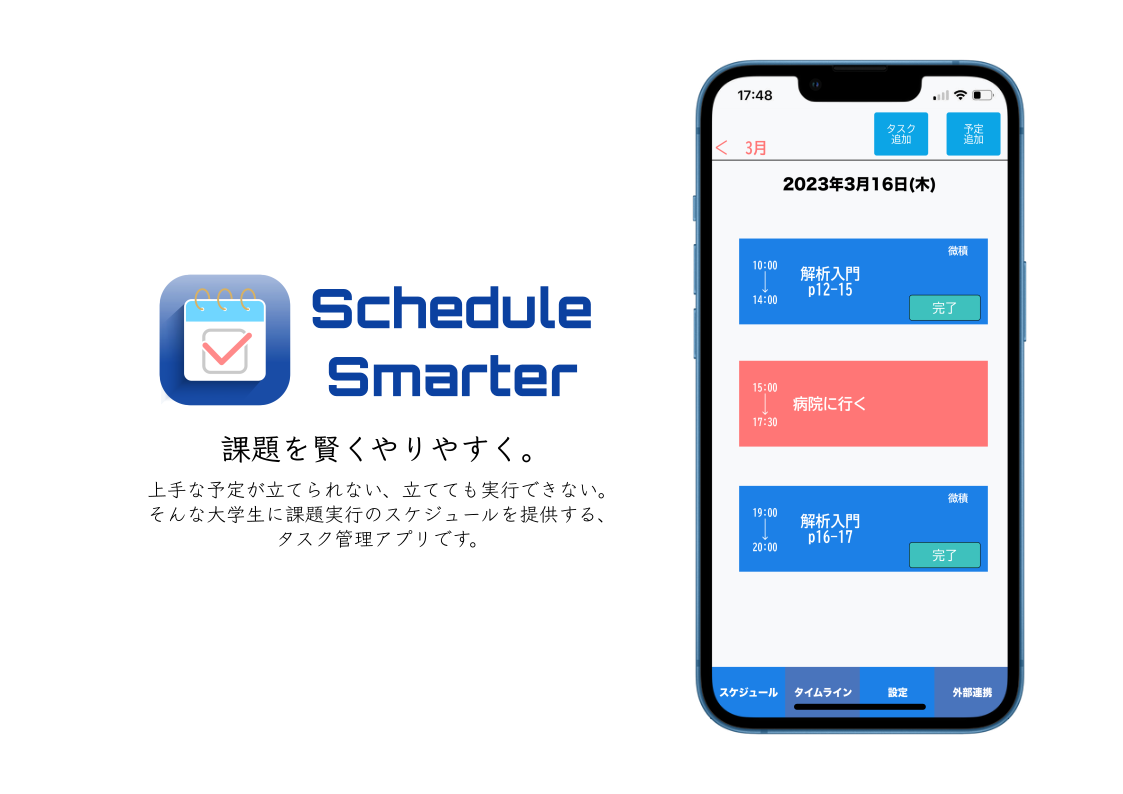 Schedule
Smarter
課題を賢くやりやすく。
上手な予定が立てられない、立てても実行できない。
そんな大学生に課題実行のスケジュールを提供する、
タスク管理アプリです。
17:48
タスク
追加
予定
追加
< 3月
2023年3月16日(木)
微積
10:00
↓
14:00
解析入門
p12-15
完了
15:00
↓
17:30
病院に行く
微積
19:00
↓
20:00
解析入門
p16-17
完了
スケジュール
タイムライン
設定
外部連携